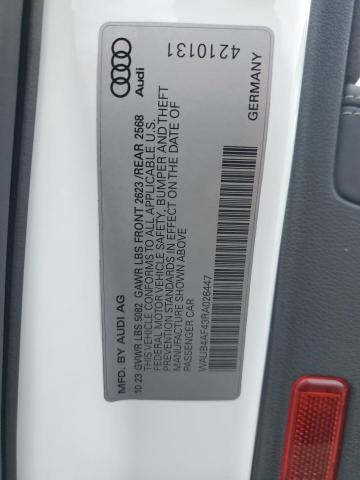 Audi
4210131
GERMANY
MFD. BY AUDI AG
10 23 GVWR LBS 5082 GAWR LBS FRONT 2623 /REAR 2568
THIS VEHICLE CONFORMS TO ALL APPLICABLE U.S.
FEDERAL MOTOR VEHICLE SAFETY, BUMPER AND THEFT
PREVENTION STANDARDS IN EFFECT ON THE DATE OF
MANUFACTURE SHOWN ABOVE
PASSENGER CAR
WAUB4AF43RA026447